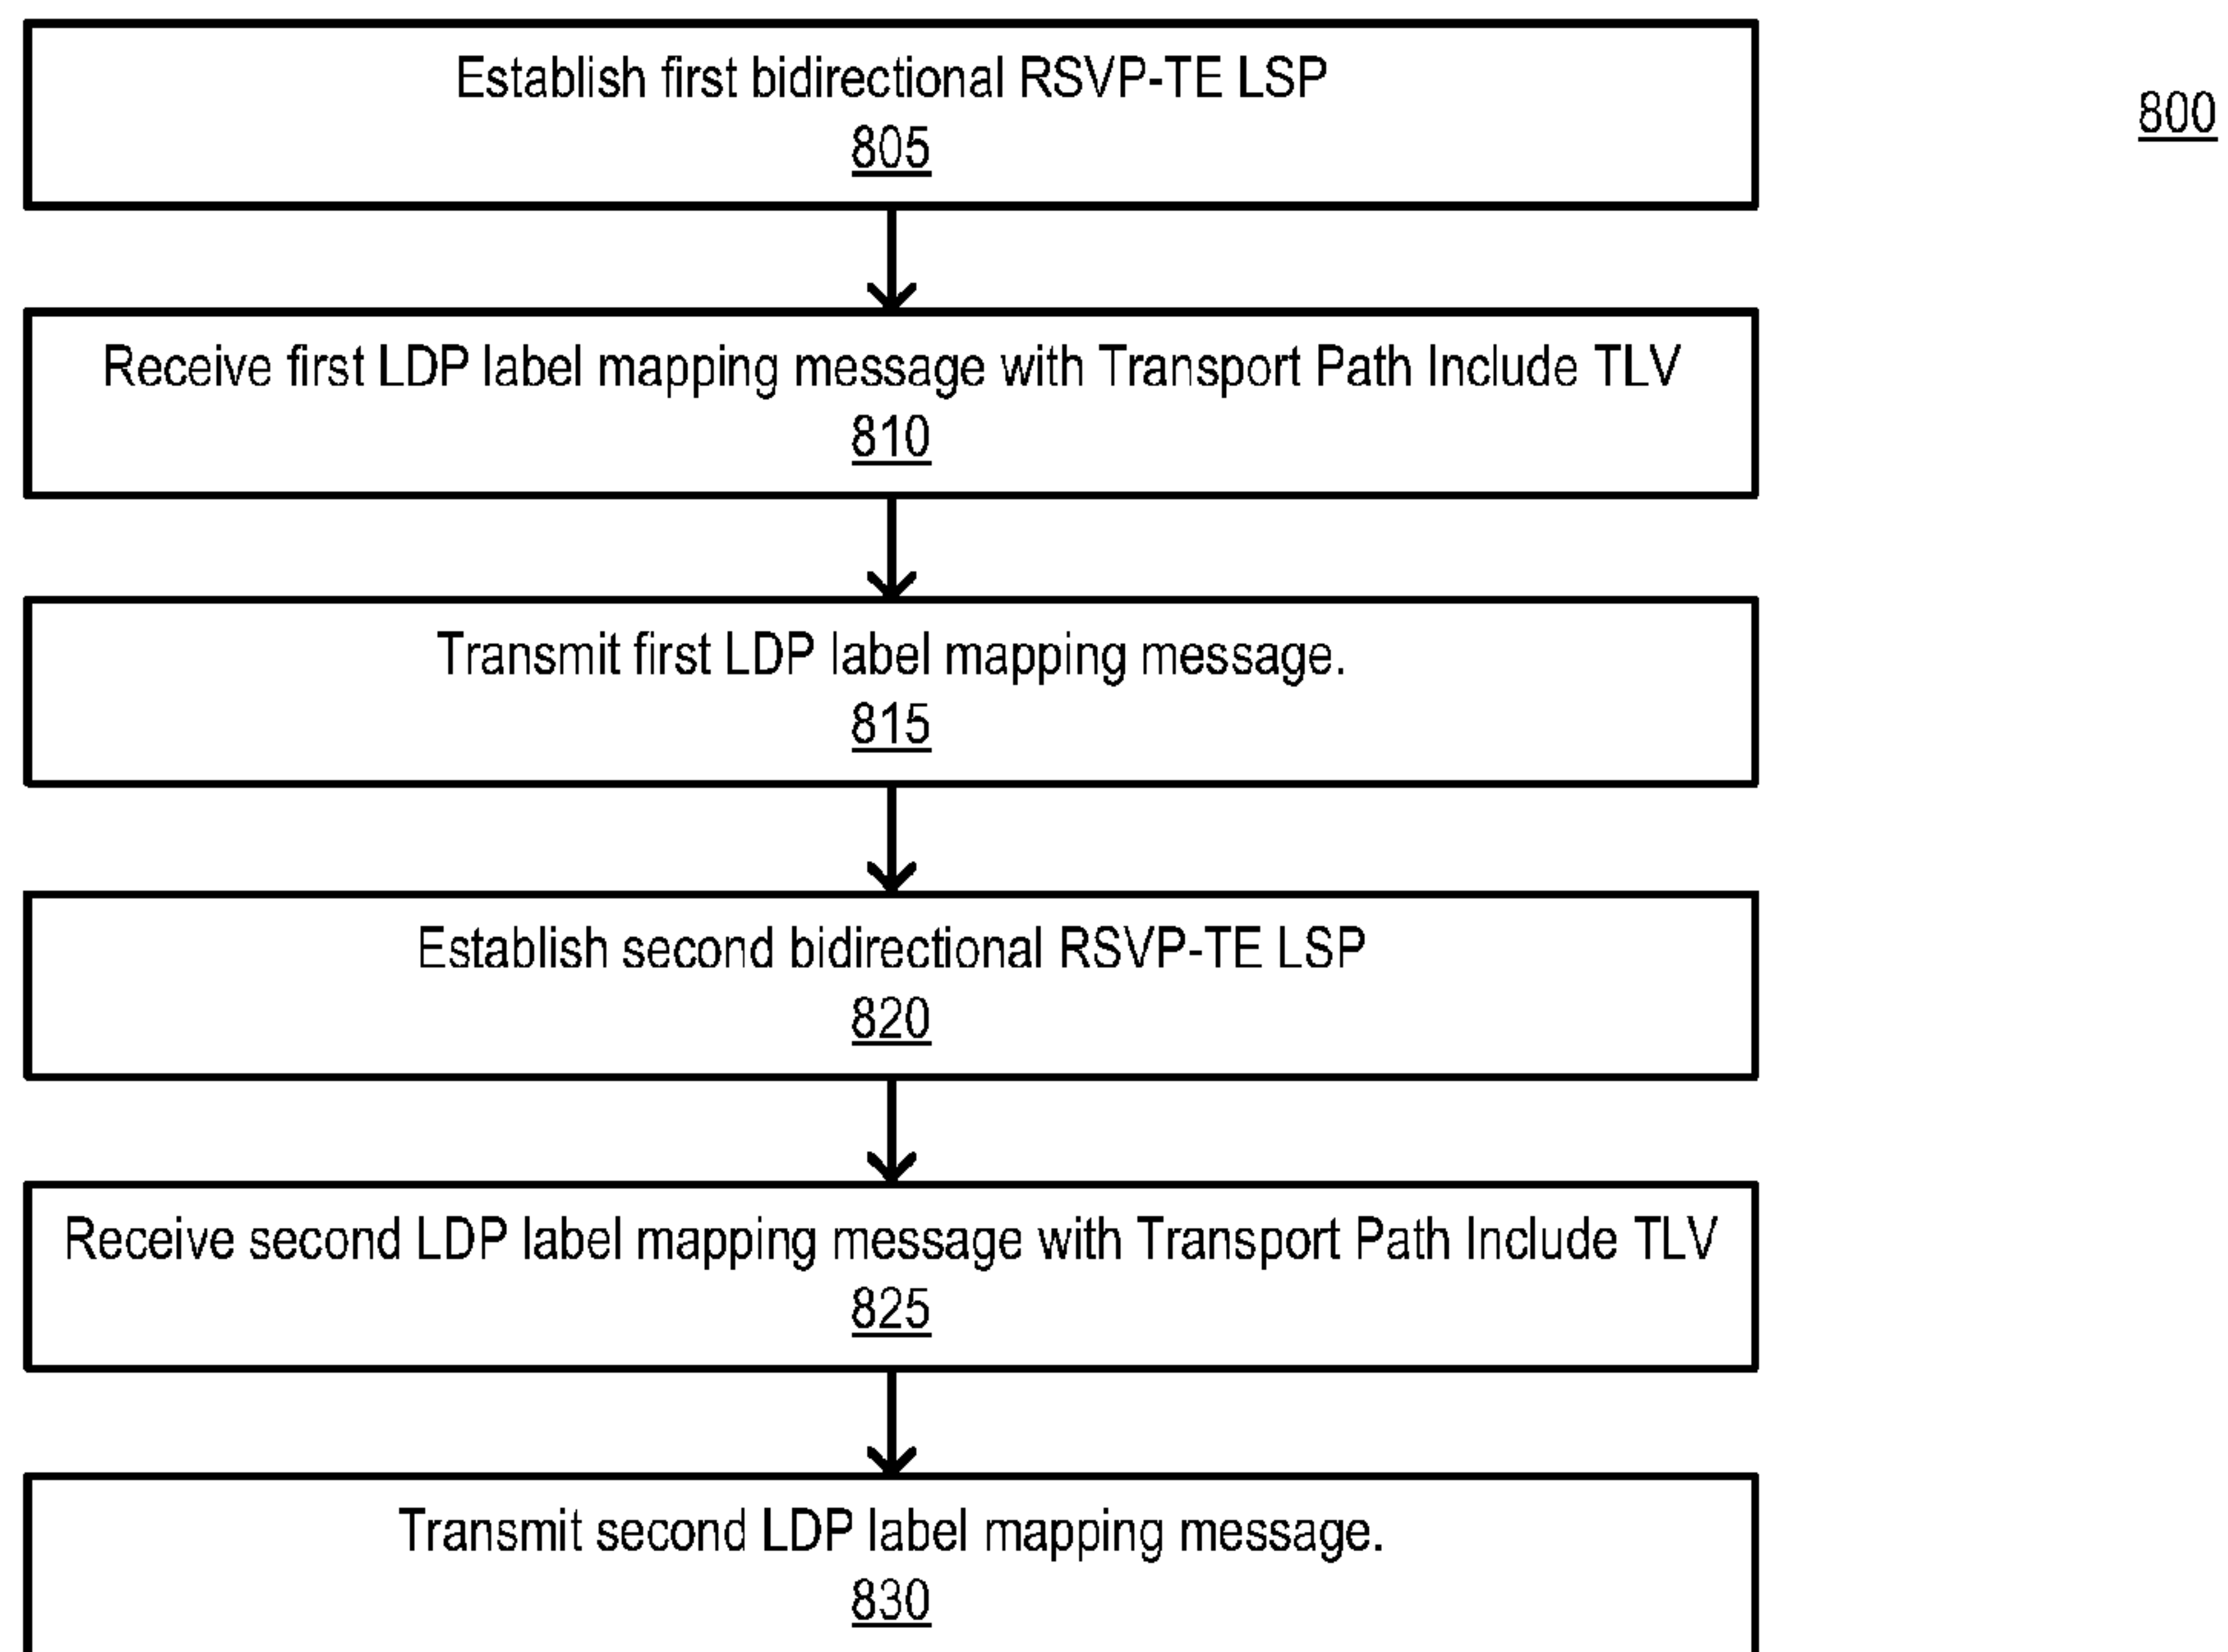 Establish first bidirectional RSVP-TE LSP
805
800
Receive first LDP label mapping message with Transport Path Include TLV
810
Transmit first LDP label mapping message.
815
Establish second bidirectional RSVP-TE LSP
820
Receive second LDP label mapping message with Transport Path Include TLV
825
Transmit second LDP label mapping message.
830